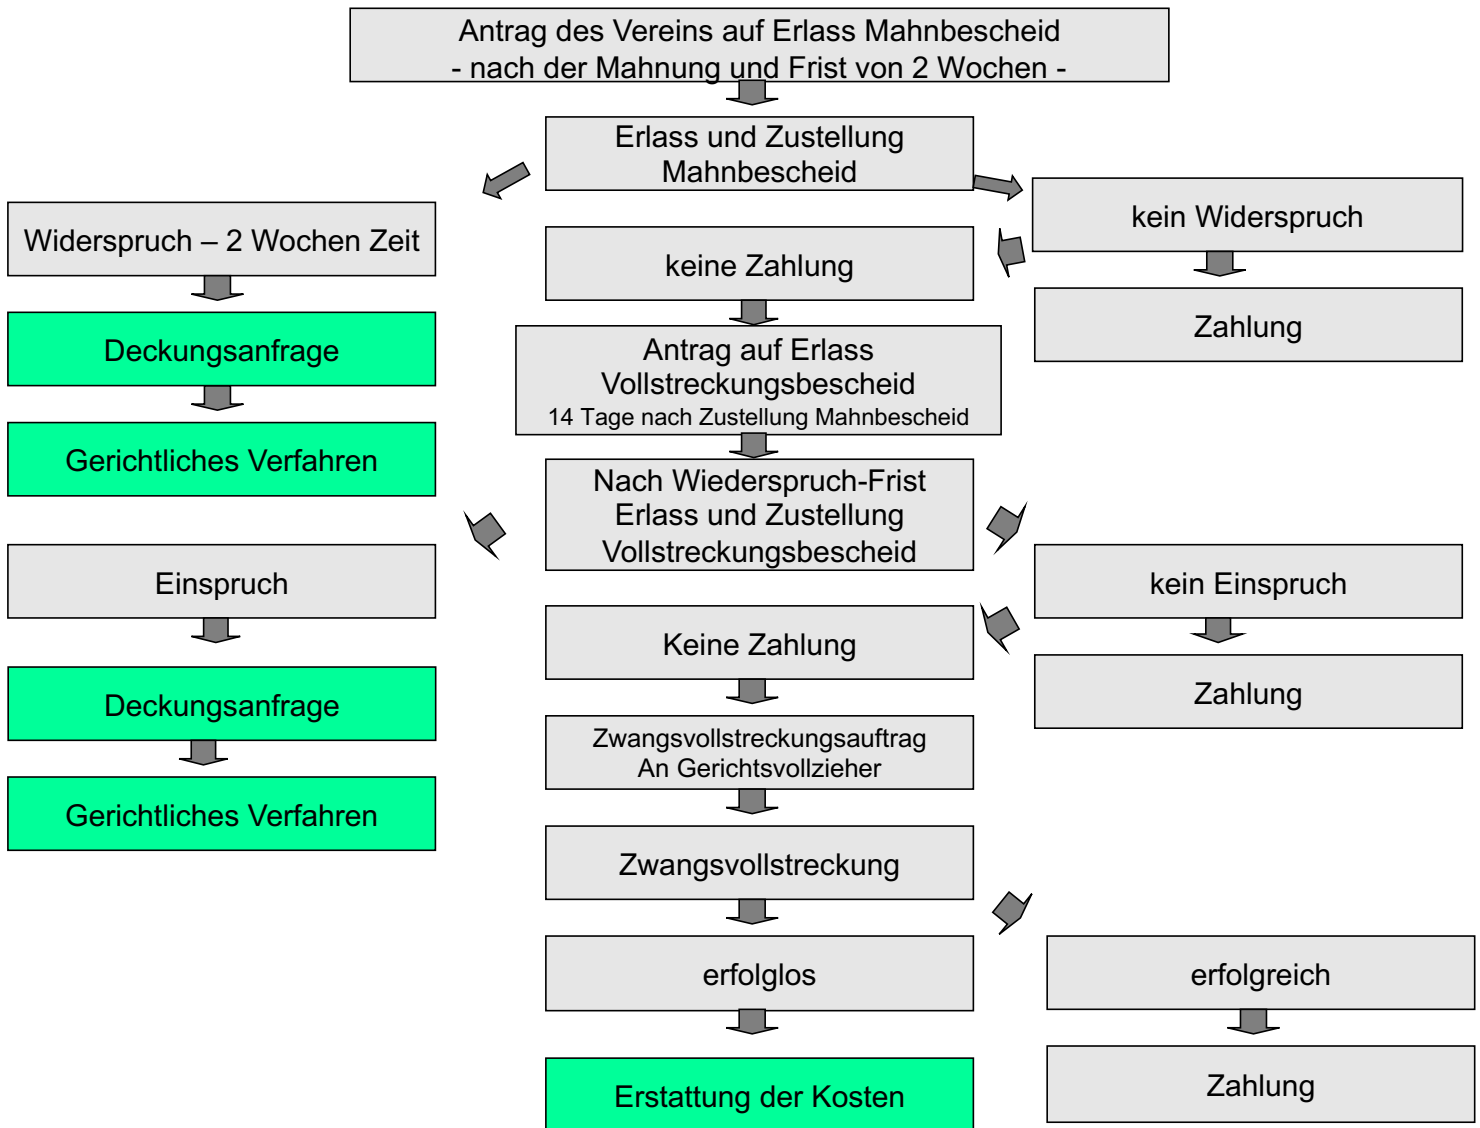 Antrag des Vereins auf Erlass Mahnbescheid
- nach der Mahnung und Frist von 2 Wochen -
Erlass und Zustellung
Mahnbescheid
kein Widerspruch
Widerspruch – 2 Wochen Zeit
keine Zahlung
Zahlung
Deckungsanfrage
Antrag auf Erlass
Vollstreckungsbescheid
14 Tage nach Zustellung Mahnbescheid
Gerichtliches Verfahren
Nach Wiederspruch-Frist
Erlass und Zustellung
Vollstreckungsbescheid
Einspruch
kein Einspruch
Keine Zahlung
Zahlung
Deckungsanfrage
Zwangsvollstreckungsauftrag
An Gerichtsvollzieher
Gerichtliches Verfahren
Zwangsvollstreckung
erfolglos
erfolgreich
Erstattung der Kosten
Zahlung